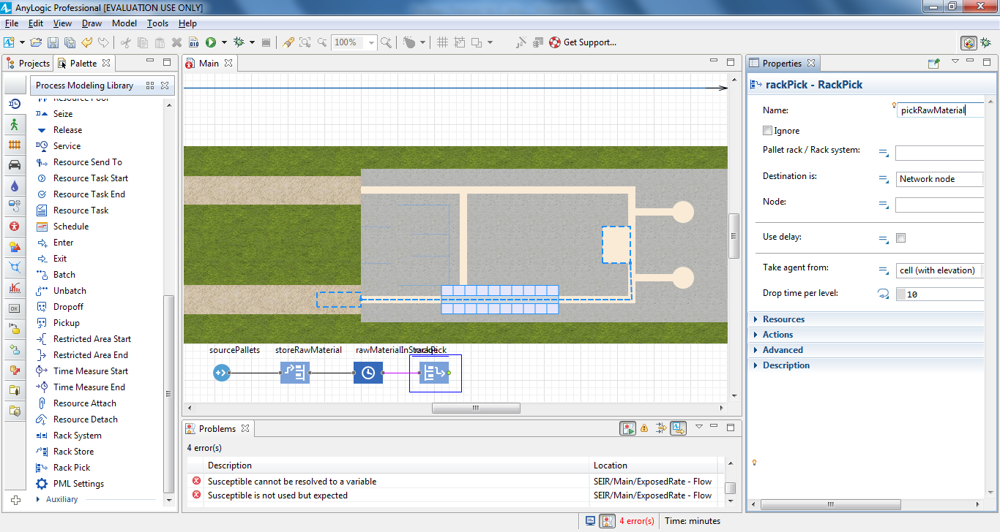 AnyLogic Professional [EVALUATION USE ONLY]
File Edit View Draw Model Tools Help
100% Get Support...
Projects Palette
Process Modeling Library
Resource Pool
Seize
Release
Service
Resource Send To
Resource Task Start
Resource Task End
Resource Task
Schedule
Enter
Exit
Batch
Unbatch
Dropoff
Pickup
Restricted Area Start
Restricted Area End
Time Measure Start
Time Measure End
Resource Attach
Resource Detach
Rack System
Rack Store
Rack Pick
PML Settings
Auxiliary
Main
sourcePallets storeRawMaterial rawMaterialInStorage rackPick
Problems
4 error(s)
Description Location
Susceptible cannot be resolved to a variable SEIR/Main/ExposedRate - Flow
Susceptible is not used but expected SEIR/Main/ExposedRate - Flow
Properties
rackPick - RackPick
Name: pickRawMaterial
Ignore
Pallet rack / Rack system:
Destination is: Network node
Node:
Use delay:
Take agent from: cell (with elevation)
Drop time per level: 10
Resources
Actions
Advanced
Description
4 error(s) Time: minutes